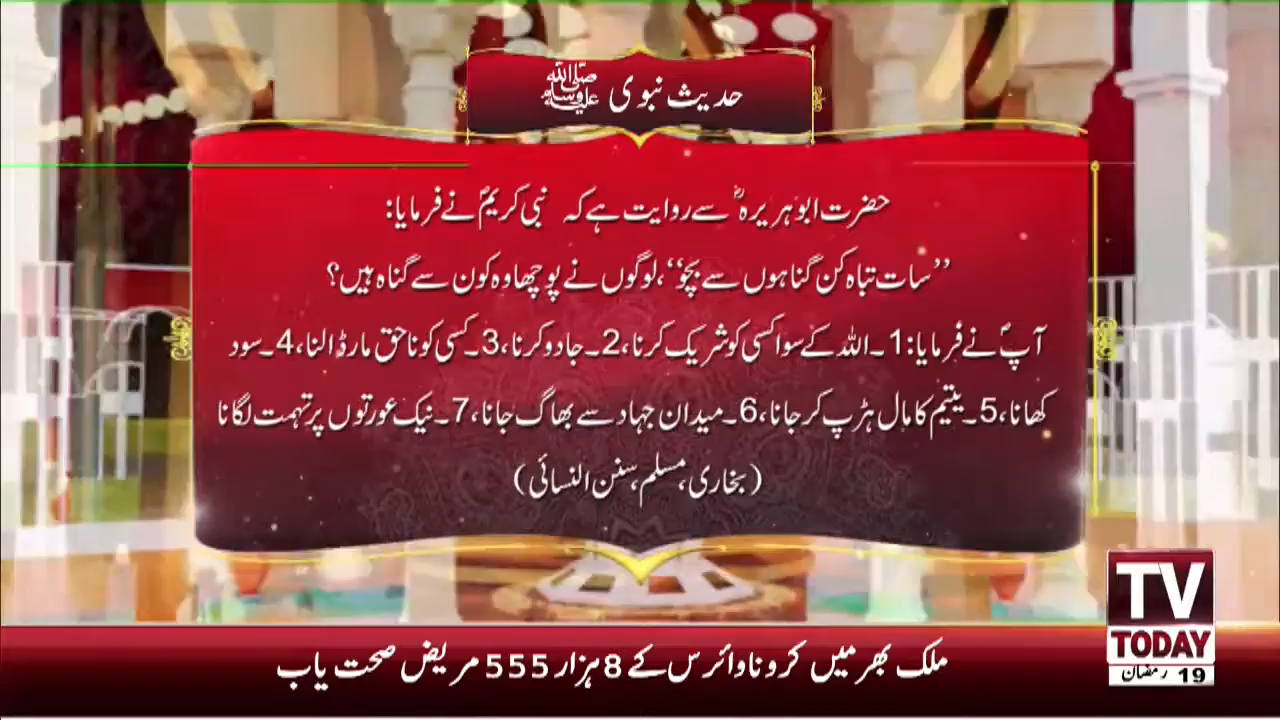 حدیث نبوی ﷺ
حضرت ابوہریرہؓ سے روایت ہے کہ نبی کریمؐ نے فرمایا:
’’سات تباہ کن گناہوں سے بچو‘‘، لوگوں نے پوچھا وہ کون سے گناہ ہیں؟
آپؐ نے فرمایا: 1۔ اللہ کے سوا کسی کو شریک کرنا، 2۔ جادو کرنا، 3۔ کسی کو ناحق مار ڈالنا، 4۔ سود
کھانا، 5۔ یتیم کا مال ہڑپ کر جانا، 6۔ میدان جہاد سے بھاگ جانا، 7۔ نیک عورتوں پر تہمت لگانا
(بخاری، مسلم، سنن النسائی)
TV
TODAY
19 رمضان
ملک بھر میں کرونا وائرس کے 8 ہزار 555 مریض صحت یاب